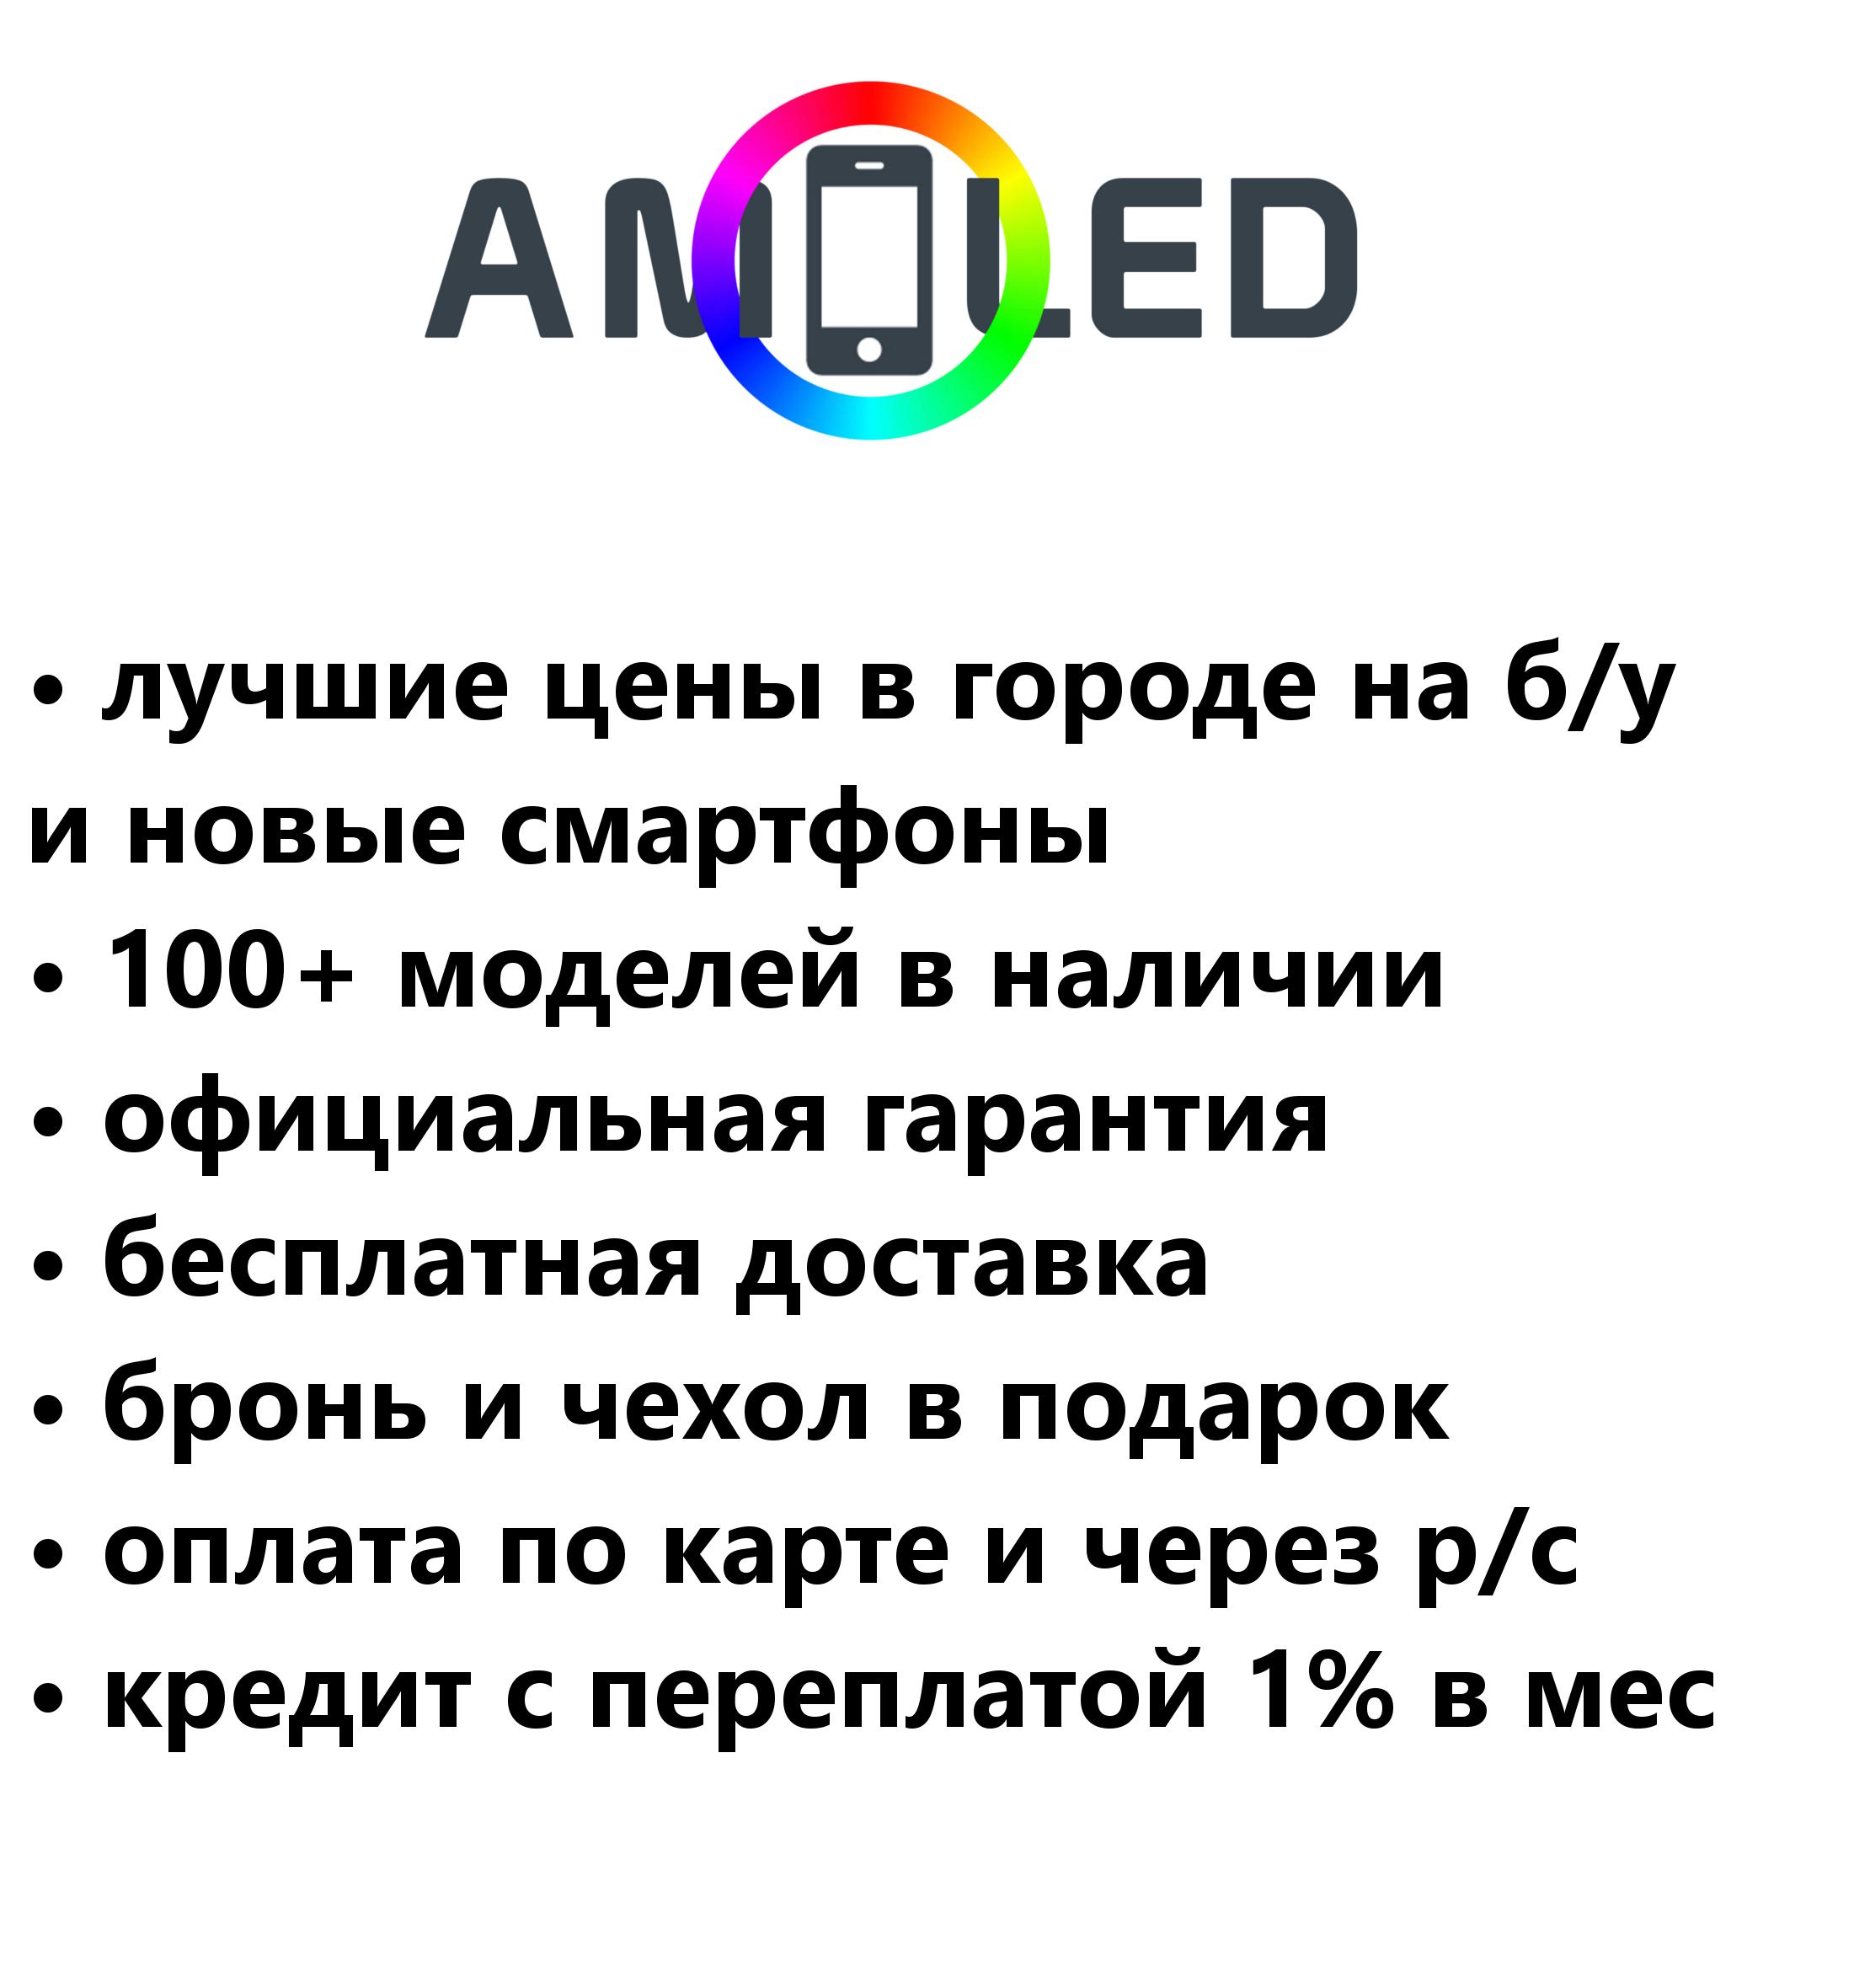 AMOLED
• лучшие цены в городе на б/у
и новые смартфоны
• 100+ моделей в наличии
• официальная гарантия
• бесплатная доставка
• бронь и чехол в подарок
• оплата по карте и через р/с
• кредит с переплатой 1% в мес